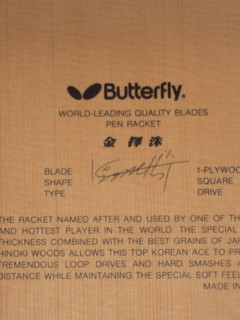 Butterfly®
WORLD-LEADING QUALITY BLADES
PEN RACKET
金擇洙
BLADE 1-PLYWOO
SHAPE SQUARE
TYPE DRIVE
THE RACKET NAMED AFTER AND USED BY ONE OF TH
AND HOTTEST PLAYER IN THE WORLD. THE SPECIAL
THICKNESS COMBINED WITH THE BEST GRAINS OF JA
HINOKI WOODS ALLOWS THIS TOP KOREAN ACE TO PR
TREMENDOUS LOOP DRIVES AND HARD SMASHES A
DISTANCE WHILE MAINTAINING THE SPECIAL SOFT FEEL
MADE IN